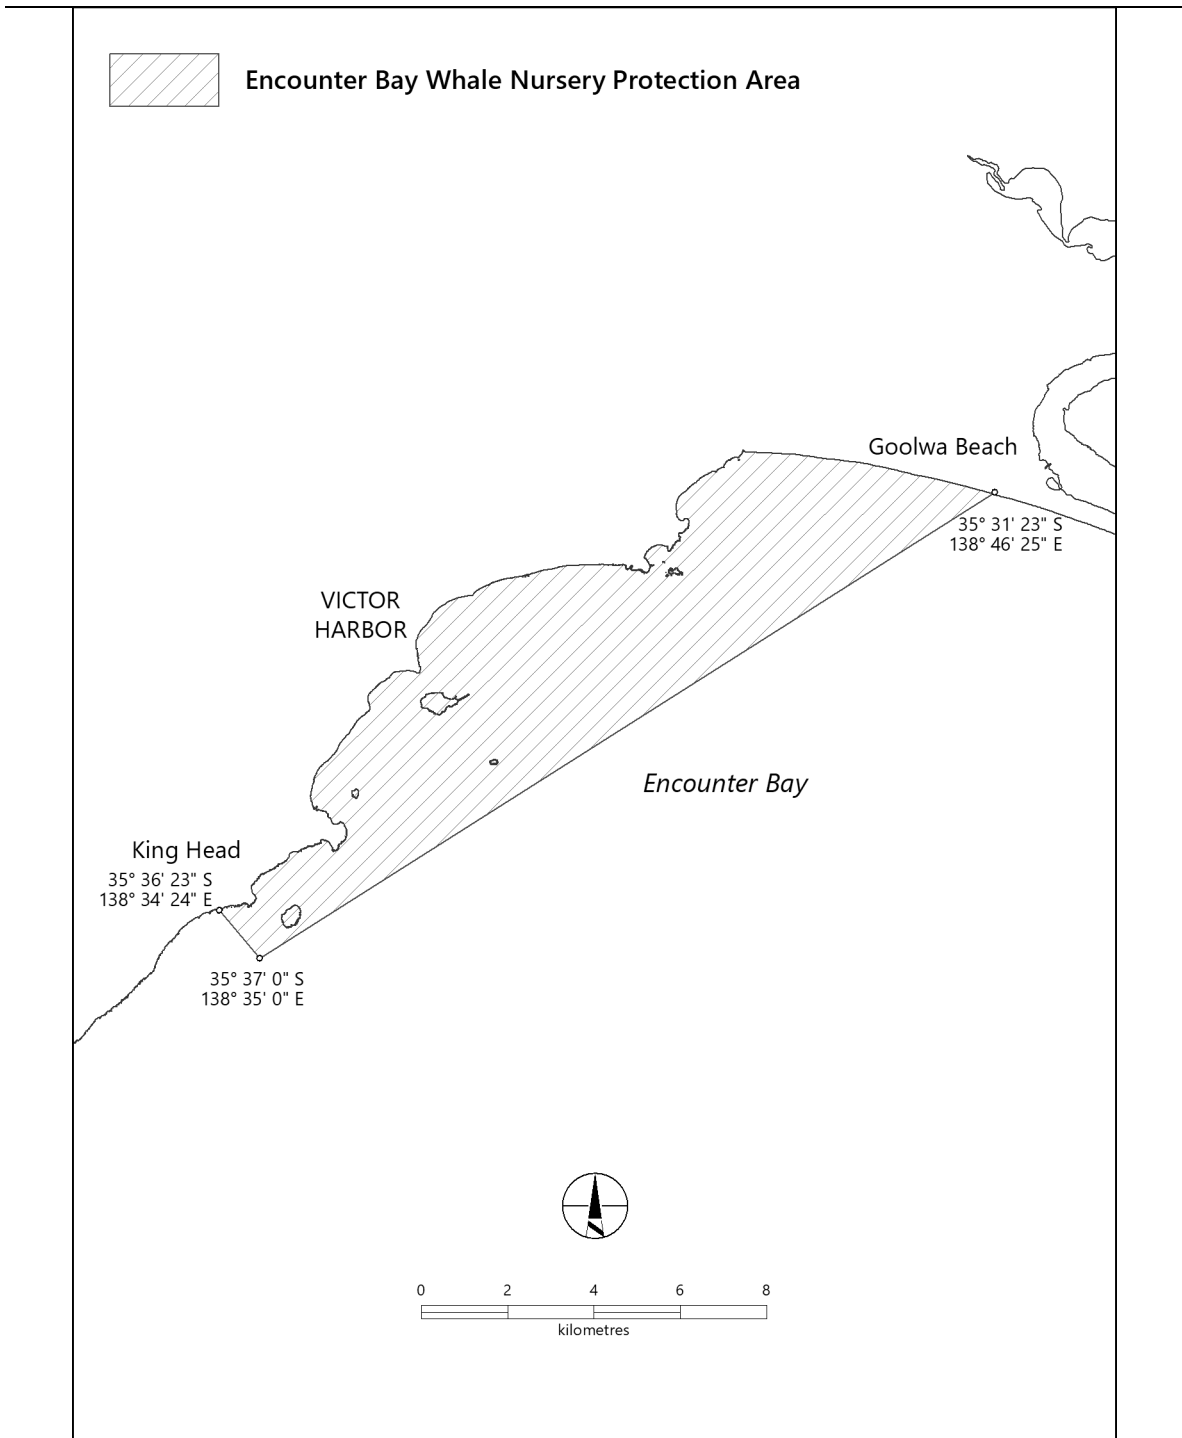 Encounter Bay Whale Nursery Protection Area
Goolwa Beach
35° 31' 23" S
138° 46' 25" E
VICTOR
HARBOR
Encounter Bay
King Head
35° 36' 23" S
138° 34' 24" E
35° 37' 0" S
138° 35' 0" E
0 2 4 6 8
kilometres